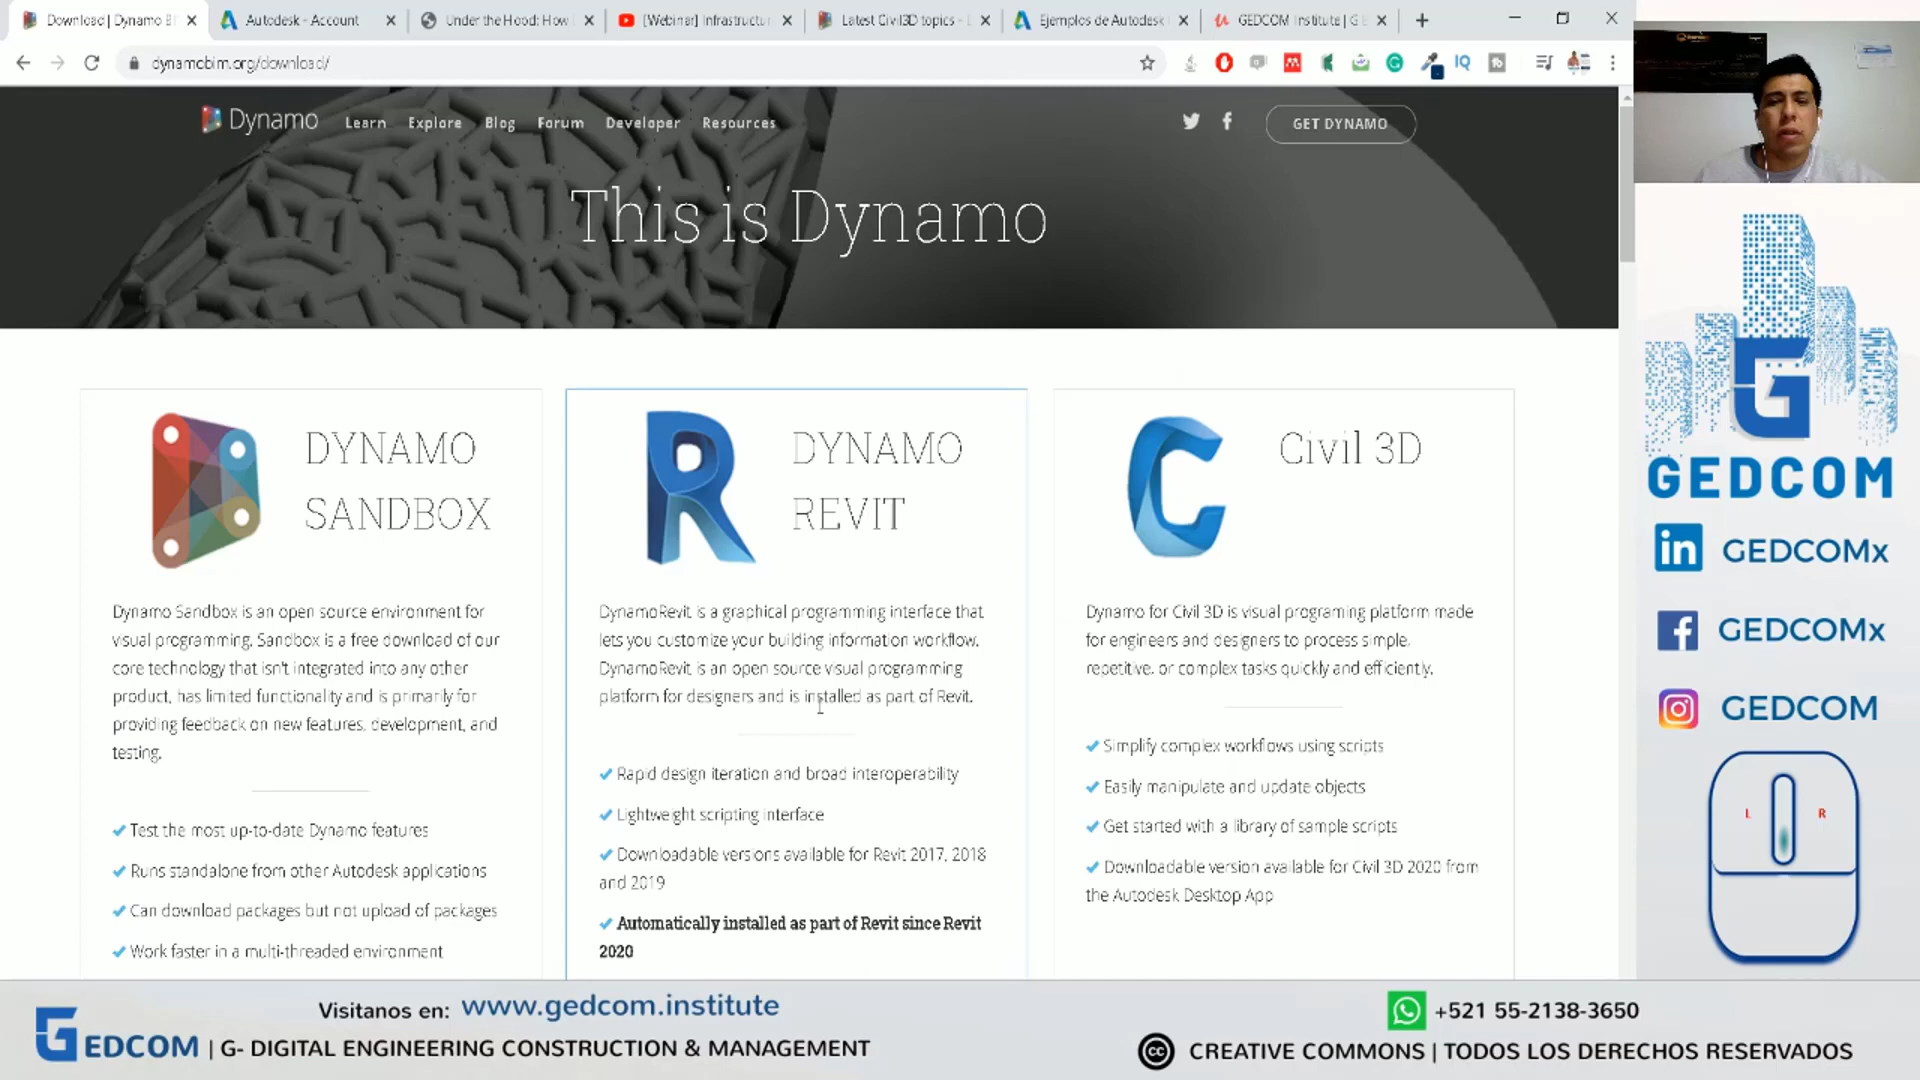 Download | Dynamo B
Autodesk - Account
Under the Hood: How
[Webinar] Infrastructu
Latest Civil3D topics -
Ejemplos de Autodesk
GEDCOM Institute | G
dynamobim.org/download/
IQ
Dynamo
Learn
Explore
Blog
Forum
Developer
Resources
GET DYNAMO
This is Dynamo
DYNAMO
SANDBOX
Dynamo Sandbox is an open source environment for
visual programming. Sandbox is a free download of our
core technology that isn't integrated into any other
product, has limited functionality and is primarily for
providing feedback on new features, development, and
testing.
Test the most up-to-date Dynamo features
Runs standalone from other Autodesk applications
Can download packages but not upload of packages
Work faster in a multi-threaded environment
DYNAMO
REVIT
DynamoRevit is a graphical programming interface that
lets you customize your building information workflow.
DynamoRevit is an open source visual programming
platform for designers and is installed as part of Revit.
Rapid design iteration and broad interoperability
Lightweight scripting interface
Downloadable versions available for Revit 2017, 2018
and 2019
Automatically installed as part of Revit since Revit
2020
Civil 3D
Dynamo for Civil 3D is visual programing platform made
for engineers and designers to process simple,
repetitive, or complex tasks quickly and efficiently.
Simplify complex workflows using scripts
Easily manipulate and update objects
Get started with a library of sample scripts
Downloadable version available for Civil 3D 2020 from
the Autodesk Desktop App
GEDCOM
in GEDCOMx
GEDCOMx
GEDCOM
L R
Visitanos en: www.gedcom.institute
GEDCOM | G- DIGITAL ENGINEERING CONSTRUCTION & MANAGEMENT
+521 55-2138-3650
cc CREATIVE COMMONS | TODOS LOS DERECHOS RESERVADOS